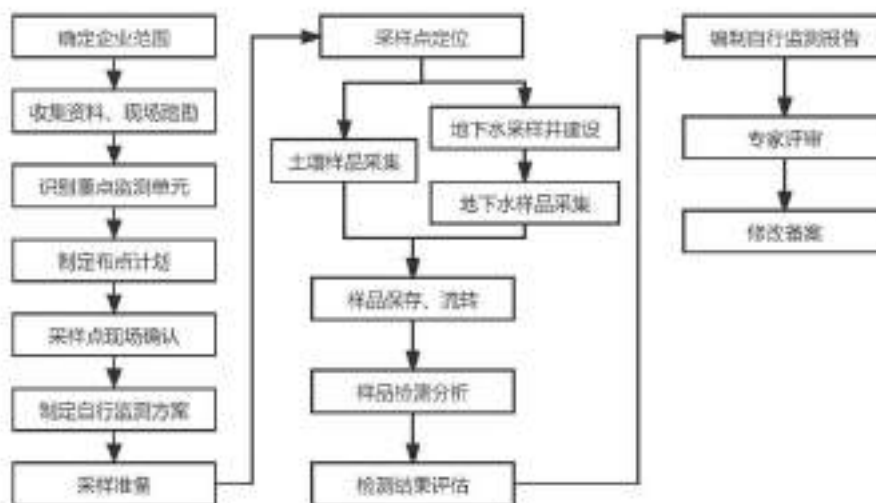 确定企业范围
收集资料、现场踏勘
识别重点监测单元
制定布点计划
采样点现场确认
制定自行监测方案
采样准备
采样点定位
土壤样品采集
地下水采样井建设
地下水样品采集
样品保存、流转
样品检测分析
检测结果评估
编制自行监测报告
专家评审
修改备案